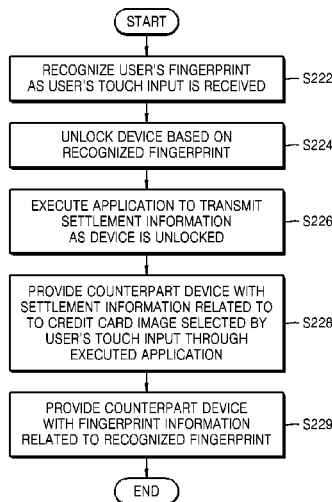 START
RECOGNIZE USER'S FINGERPRINT
AS USER'S TOUCH INPUT IS RECEIVED
S222
UNLOCK DEVICE BASED ON
RECOGNIZED FINGERPRINT
S224
EXECUTE APPLICATION TO TRANSMIT
SETTLEMENT INFORMATION
AS DEVICE IS UNLOCKED
S226
PROVIDE COUNTERPART DEVICE WITH
SETTLEMENT INFORMATION RELATED TO
TO CREDIT CARD IMAGE SELECTED BY
USER'S TOUCH INPUT THROUGH
EXECUTED APPLICATION
S228
PROVIDE COUNTERPART DEVICE
WITH FINGERPRINT INFORMATION
RELATED TO RECOGNIZED FINGERPRINT
S229
END